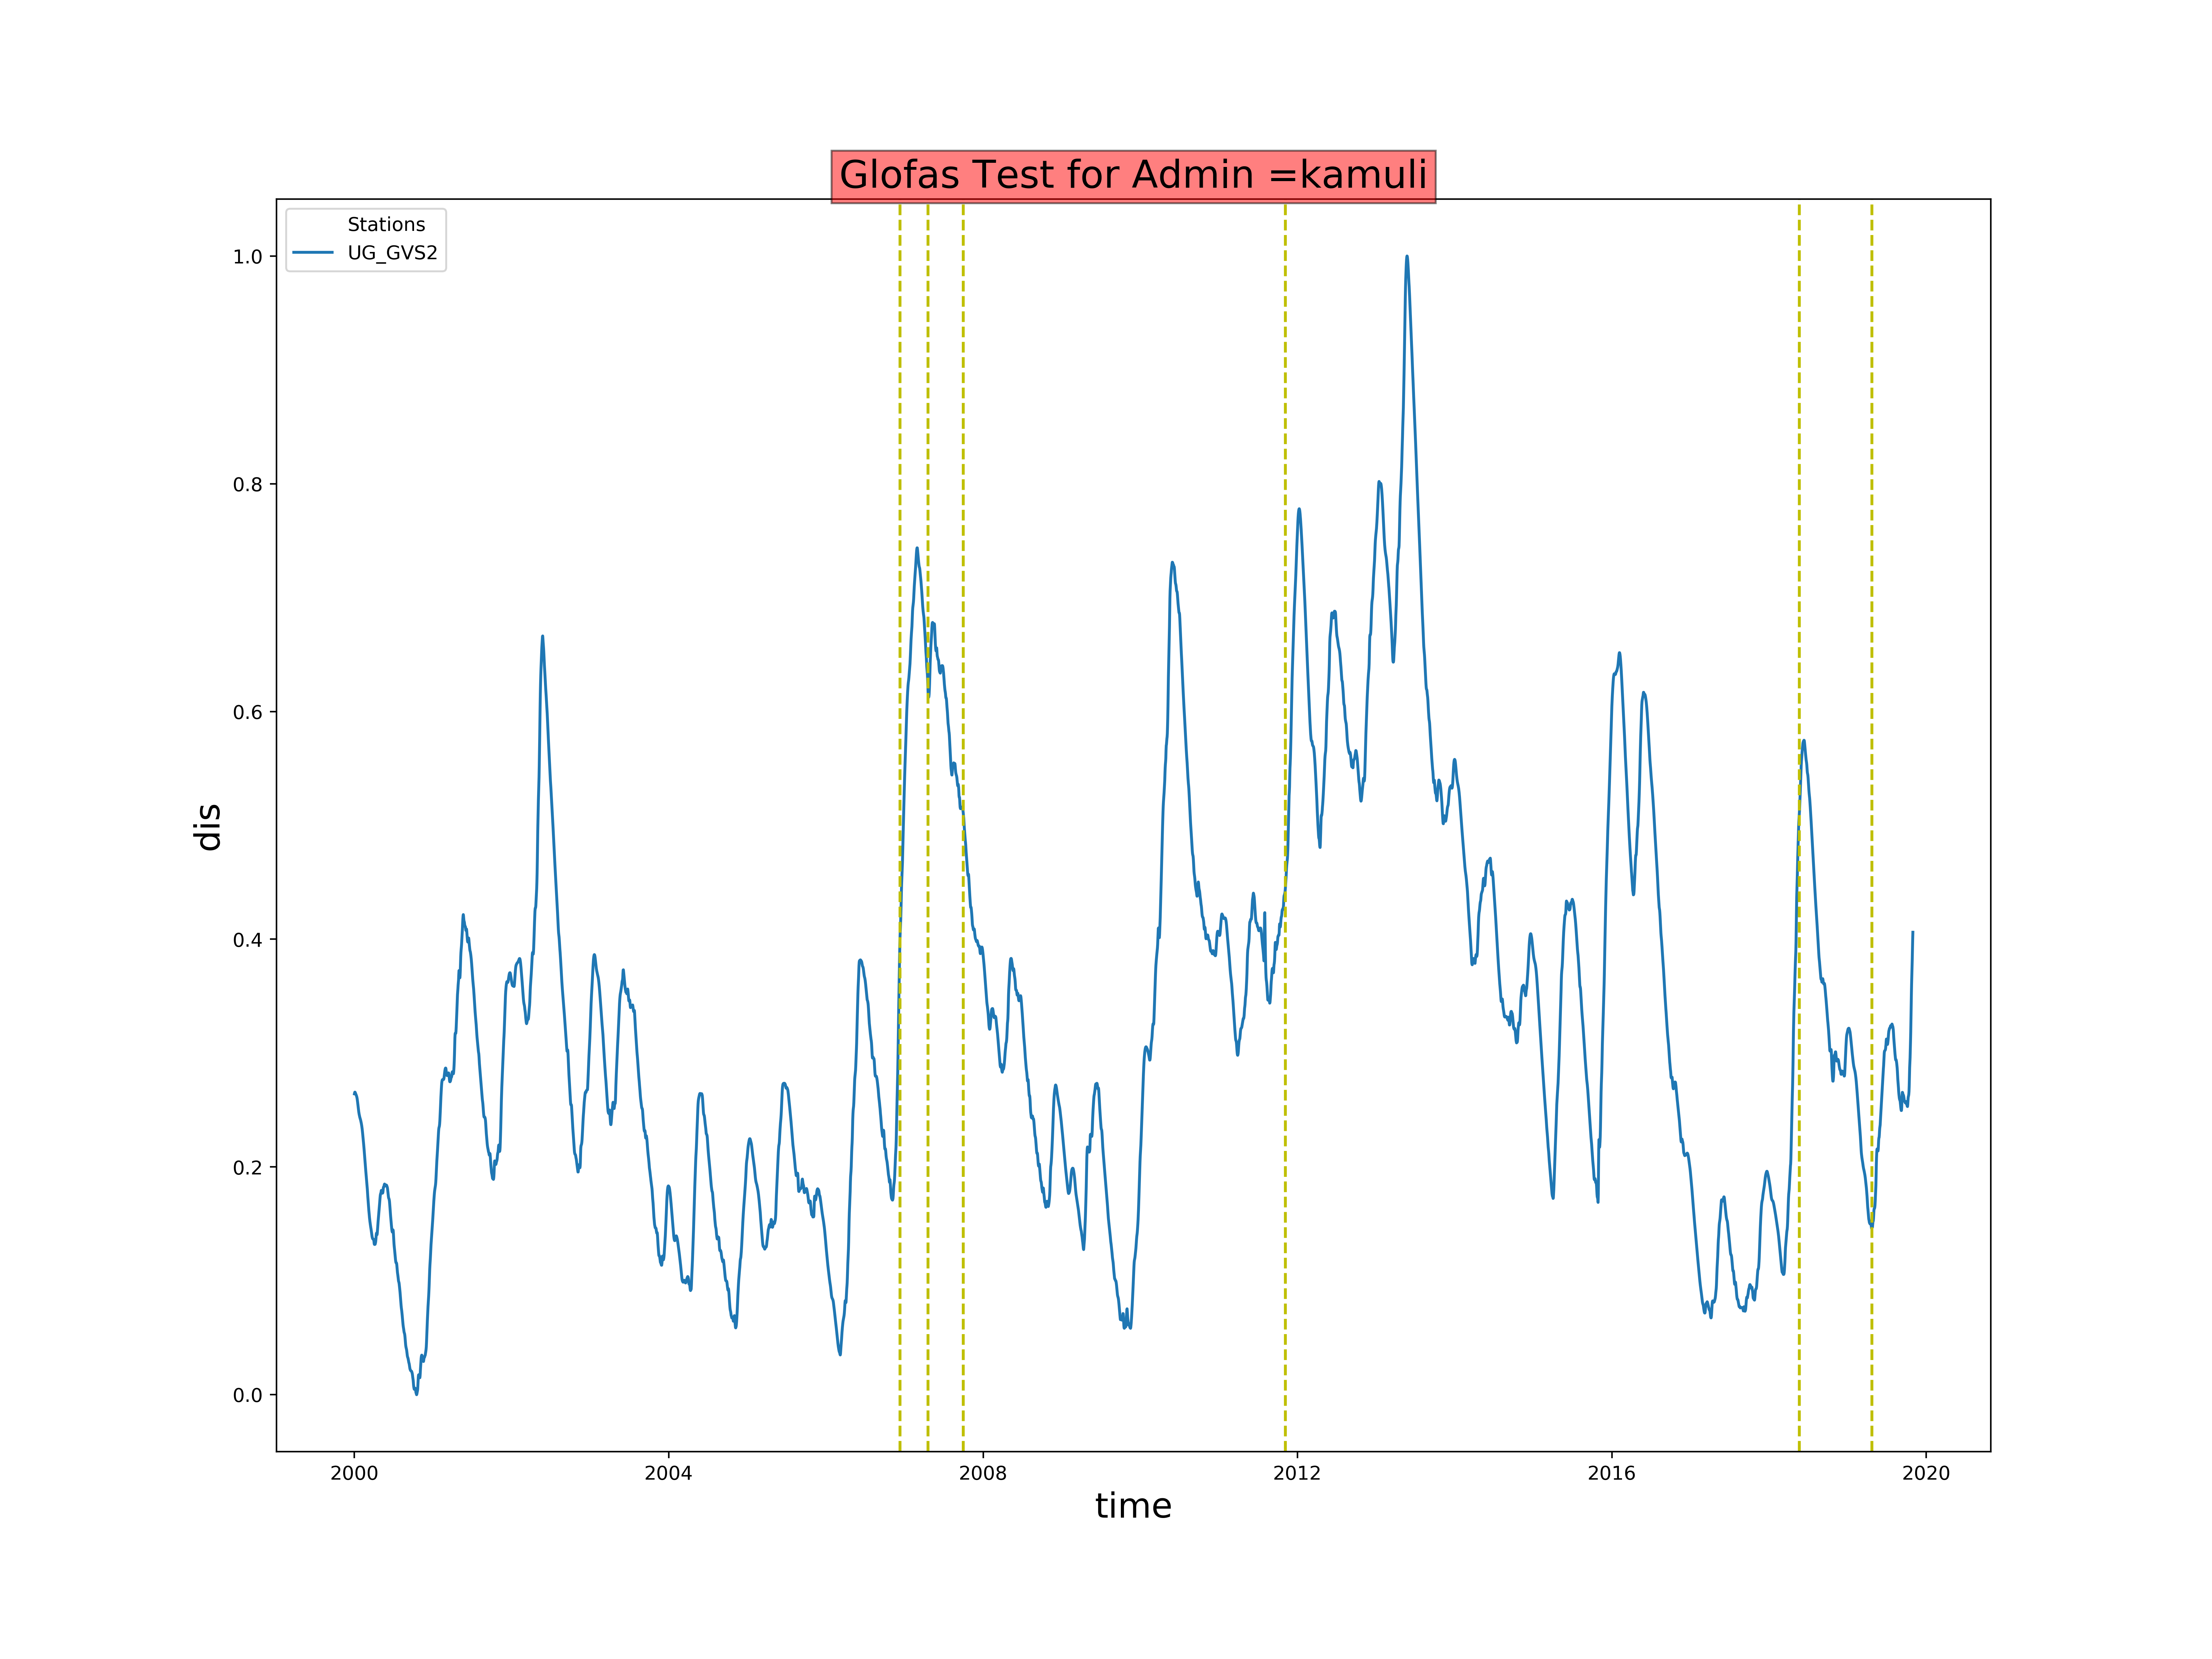 Glofas Test for Admin =kamuli
Stations
UG_GVS2
1.0
0.8
0.6
0.4
0.2
0.0
dis
2000 2004 2008 2012 2016 2020
time